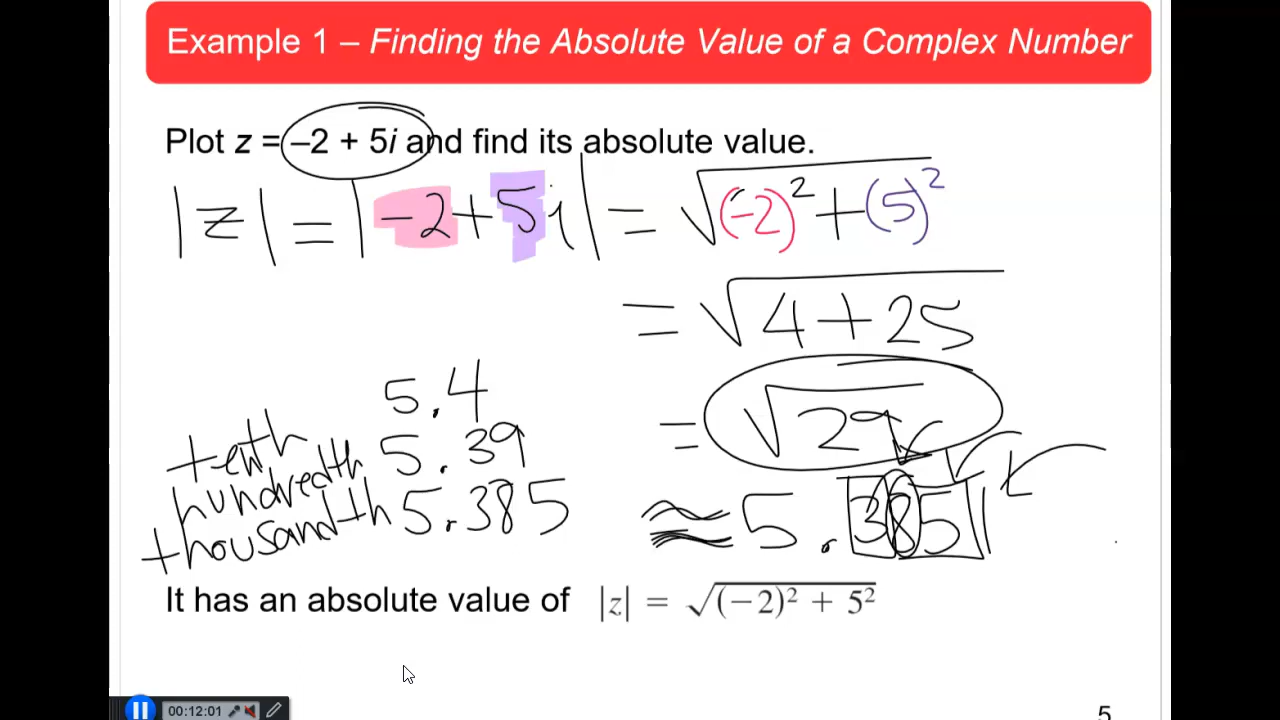 Example 1 – Finding the Absolute Value of a Complex Number
Plot z = –2 + 5i and find its absolute value.
|z| = |-2+5i| = √(-2)² + (5)²
= √4+25
= √29
5.4
tenth 5.39
hundredth 5.385
thousandth
≈ 5.3851
It has an absolute value of |z| = √(−2)² + 5²
00:12:01
5